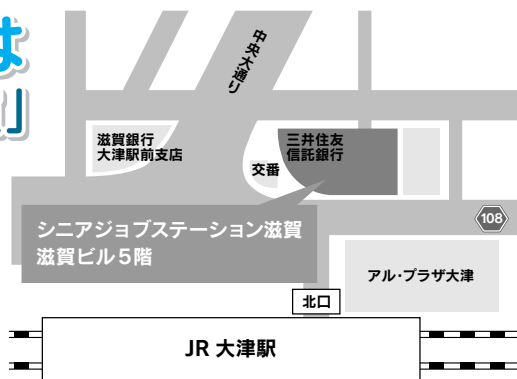 は
」
中央大通り
滋賀銀行
大津駅前支店
三井住友
信託銀行
交番
シニアジョブステーション滋賀
滋賀ビル5階
108
アル・プラザ大津
北口
JR 大津駅